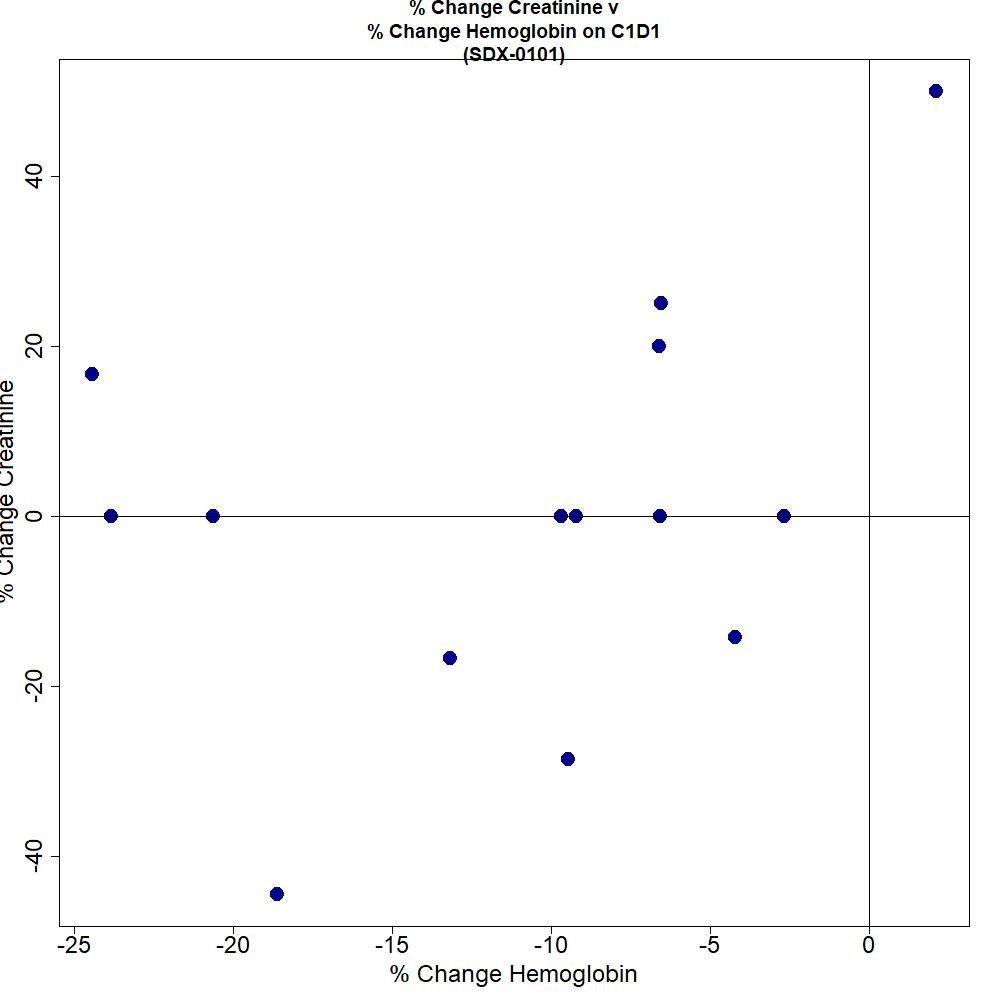 % Change Creatinine v
% Change Hemoglobin on C1D1
(SDX-0101)
40
20
0
-20
-40
% Change Creatinine
-25 -20 -15 -10 -5 0
% Change Hemoglobin